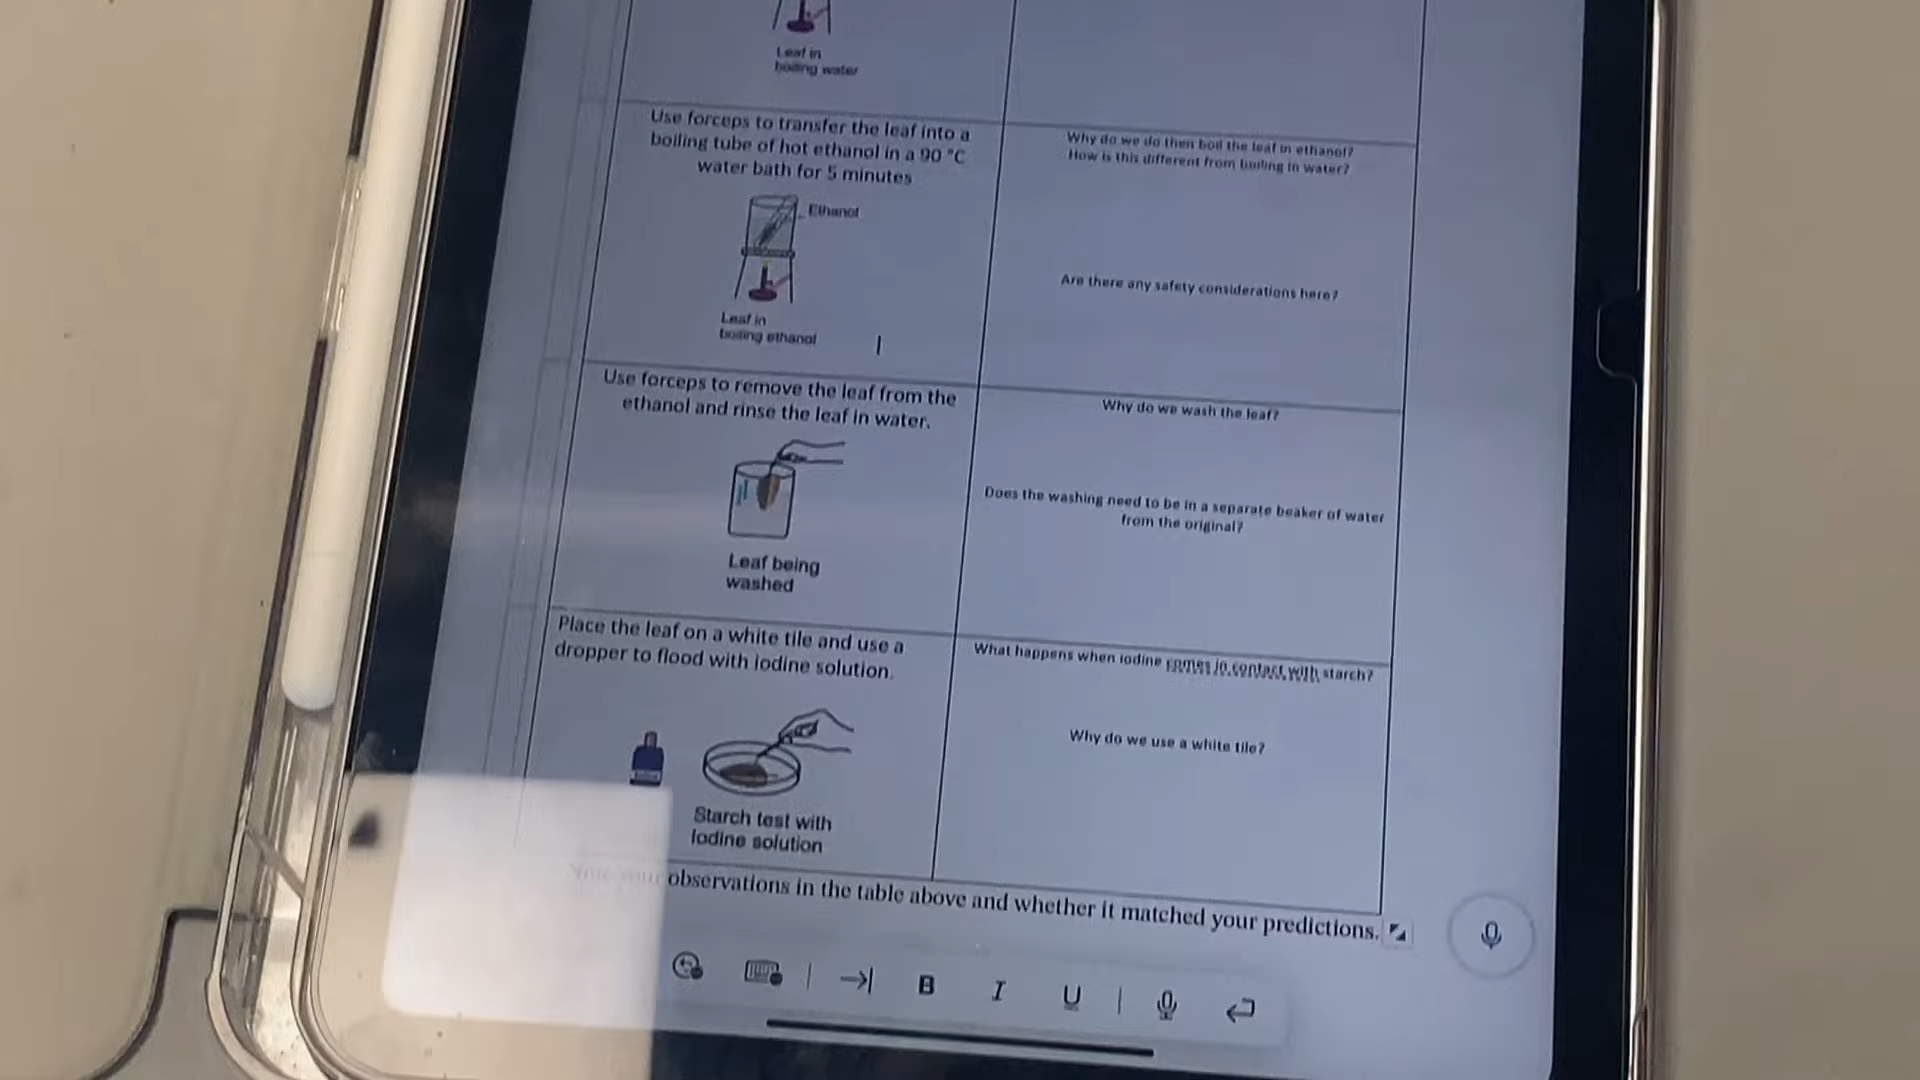 Leaf in
boiling water
Use forceps to transfer the leaf into a
boiling tube of hot ethanol in a 90 °C
water bath for 5 minutes
Ethanol
Leaf in
boiling ethanol
Why do we do then boil the leaf in ethanol?
How is this different from boiling in water?
Are there any safety considerations here?
Use forceps to remove the leaf from the
ethanol and rinse the leaf in water.
Leaf being
washed
Why do we wash the leaf?
Does the washing need to be in a separate beaker of water
from the original?
Place the leaf on a white tile and use a
dropper to flood with iodine solution.
Starch test with
Iodine solution
What happens when iodine comes in contact with starch?
Why do we use a white tile?
Note your observations in the table above and whether it matched your predictions.
B I U